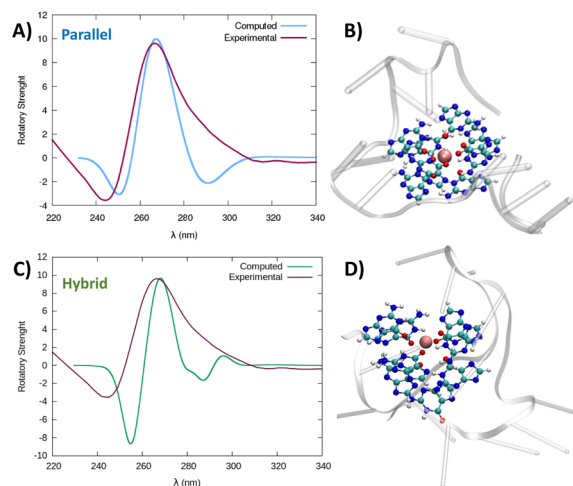 A) Parallel
Computed
Experimental
B)
Rotatory Strenght
12
10
8
6
4
2
0
-2
-4
220 240 260 280 300 320 340
λ (nm)
C) Hybrid
Computed
Experimental
D)
Rotatory Strenght
12
10
8
6
4
2
0
-2
-4
-6
-8
-10
220 240 260 280 300 320 340
λ (nm)